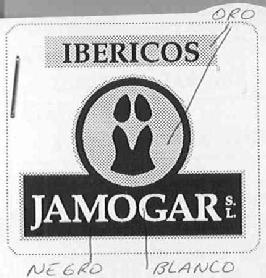 ORO
IBERICOS
JAMOGAR S.L.
NEGRO BLANCO